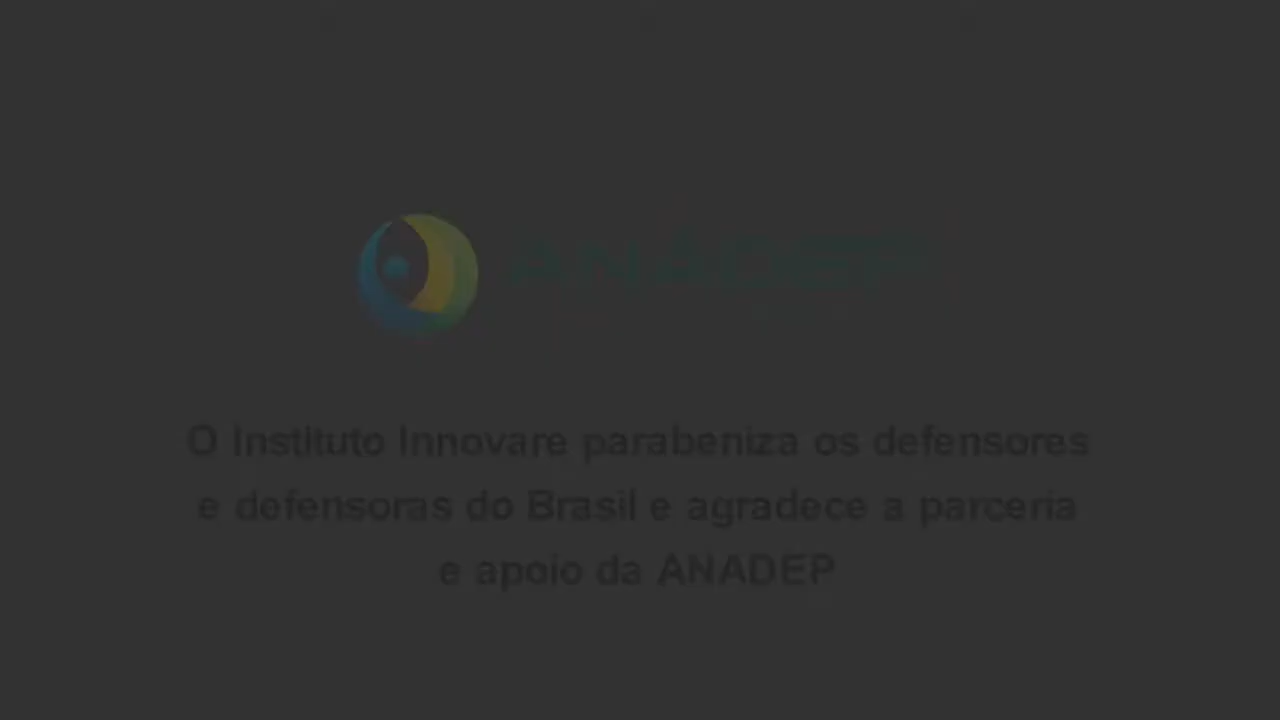 ANADEP
O Instituto Innovare parabeniza os defensores
e defensoras do Brasil e agradece a parceria
e apoio da ANADEP